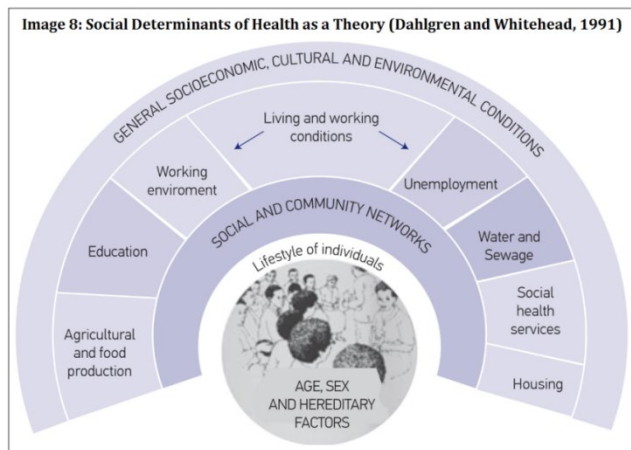 Image 8: Social Determinants of Health as a Theory (Dahlgren and Whitehead, 1991)
GENERAL SOCIOECONOMIC, CULTURAL AND ENVIRONMENTAL CONDITIONS
Living and working
conditions
Working
enviroment
Unemployment
SOCIAL AND COMMUNITY NETWORKS
Education
Water and
Sewage
Lifestyle of individuals
Agricultural
and food
production
Social
health
services
Housing
AGE, SEX
AND HEREDITARY
FACTORS